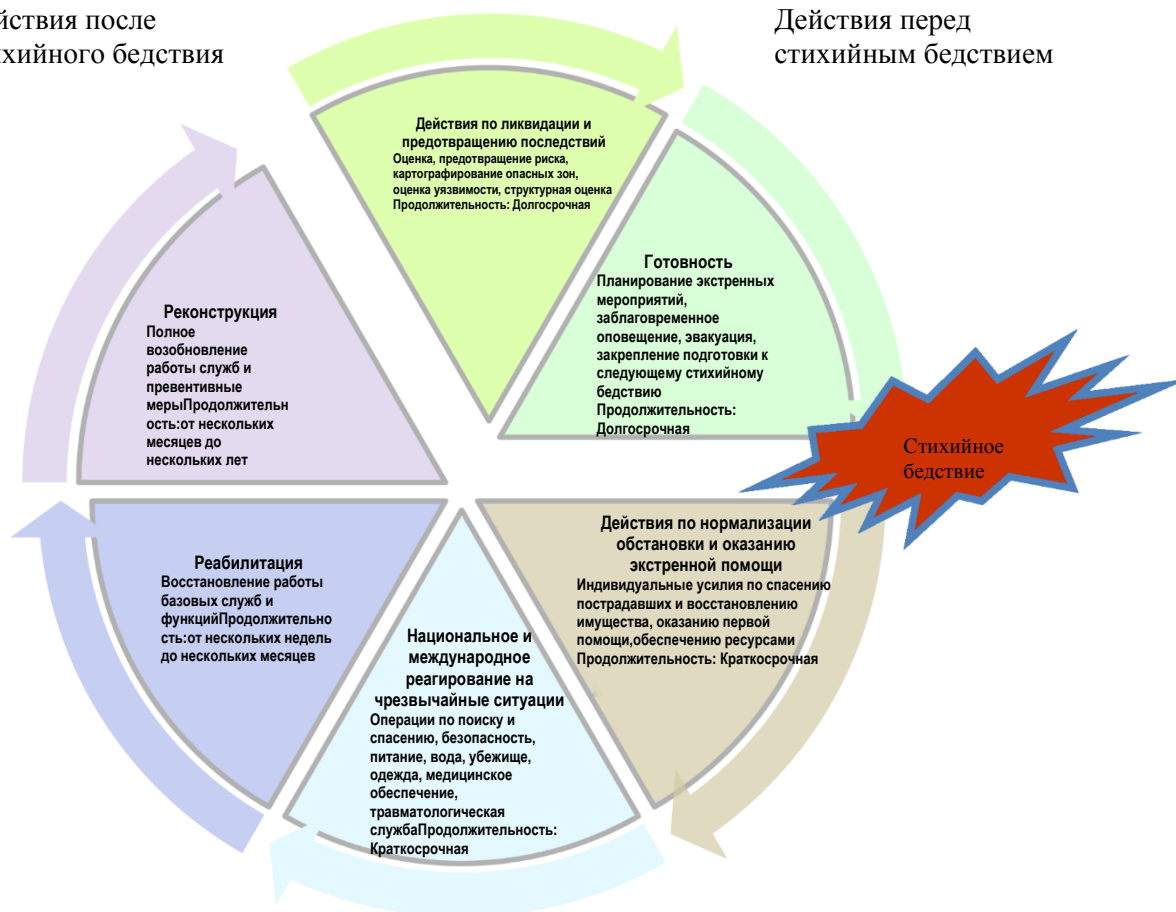 йствия после
ихийного бедствия
Действия перед
стихийным бедствием
Действия по ликвидации и
предотвращению последствий
Оценка, предотвращение риска,
картографирование опасных зон,
оценка уязвимости, структурная оценка
Продолжительность: Долгосрочная
Готовность
Планирование экстренных
мероприятий,
заблаговременное
оповещение, эвакуация,
закрепление подготовки к
следующему стихийному
бедствию
Продолжительность:
Долгосрочная
Стихийное
бедствие
Действия по нормализации
обстановки и оказанию
экстренной помощи
Индивидуальные усилия по спасению
пострадавших и восстановлению
имущества, оказанию первой
помощи,обеспечению ресурсами
Продолжительность: Краткосрочная
Национальное и
международное
реагирование на
чрезвычайные ситуации
Операции по поиску и
спасению, безопасность,
питание, вода, убежище,
одежда, медицинское
обеспечение,
травматологическая
службаПродолжительность:
Краткосрочная
Реабилитация
Восстановление работы
базовых служб и
функцийПродолжительно
сть:от нескольких недель
до нескольких месяцев
Реконструкция
Полное
возобновление
работы служб и
превентивные
мерыПродолжительн
ость:от нескольких
месяцев до
нескольких лет